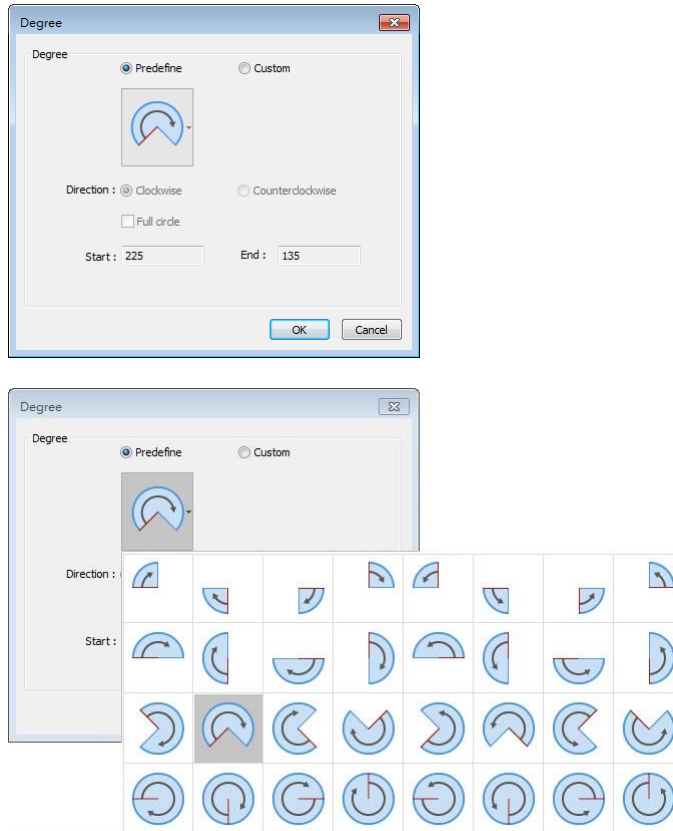 Degree
Degree
Predefine Custom
Direction : Clockwise Counterclockwise
Full circle
Start : 225 End : 135
OK Cancel
Degree
Degree
Predefine Custom
Direction :
Start :